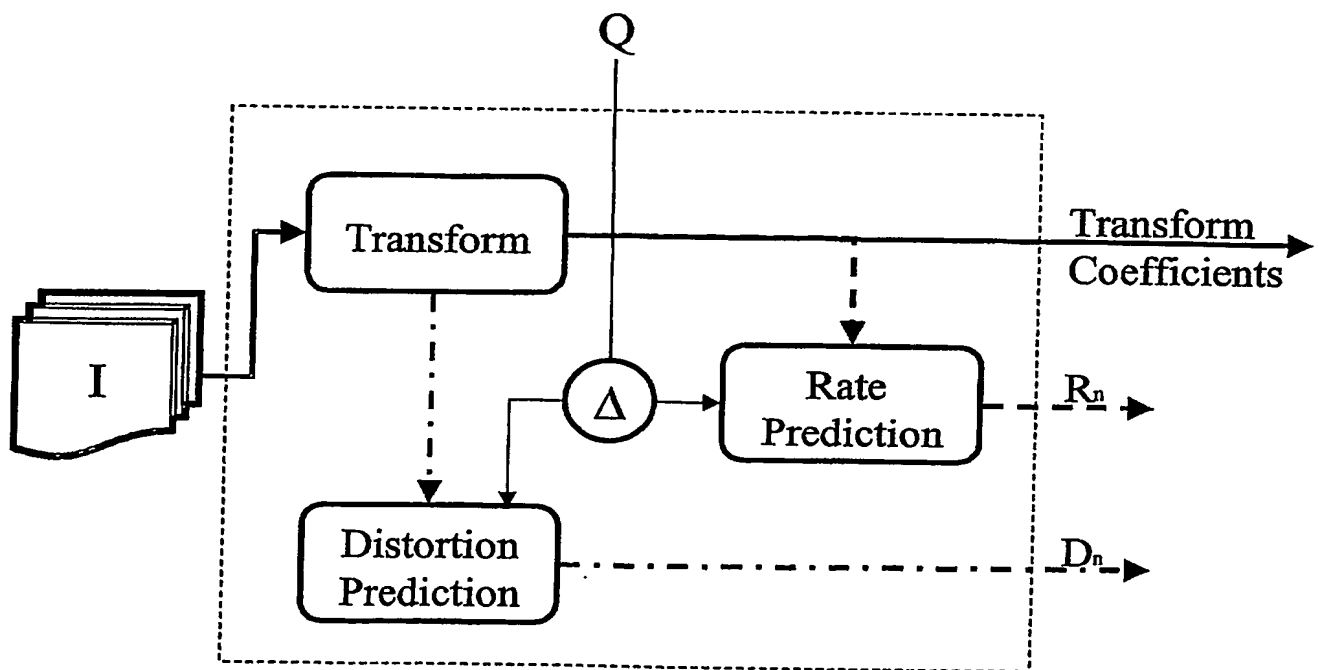 Q
Transform
Transform
Coefficients
I
Δ
Rate
Prediction
Rn
Distortion
Prediction
Dn